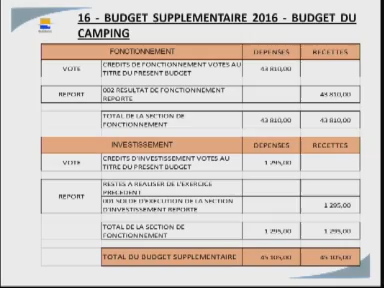 16 - BUDGET SUPPLEMENTAIRE 2016 - BUDGET DU
CAMPING
FONCTIONNEMENT DEPENSES RECETTES
VOTE CREDITS DE FONCTIONNEMENT VOTES AU
TITRE DU PRESENT BUDGET 43 810,00
REPORT 002 RESULTAT DE FONCTIONNEMENT
REPORTE 43 810,00
TOTAL DE LA SECTION DE
FONCTIONNEMENT 43 810,00 43 810,00
INVESTISSEMENT DEPENSES RECETTES
VOTE CREDITS D'INVESTISSEMENT VOTES AU
TITRE DU PRESENT BUDGET 1 295,00
REPORT RESTES A REALISER DE L'EXERCICE
PRECEDENT
001 SOLDE D'EXECUTION DE LA SECTION
D'INVESTISSEMENT REPORTE 1 295,00
TOTAL DE LA SECTION DE
FONCTIONNEMENT 1 295,00 1 295,00
TOTAL DU BUDGET SUPPLEMENTAIRE 45 105,00 45 105,00